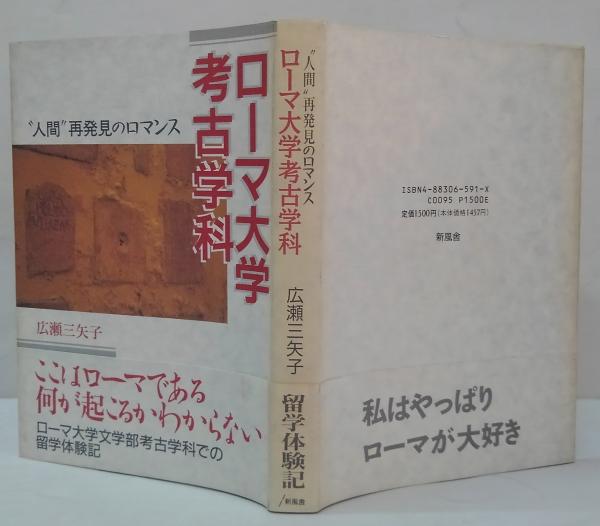 ローマ大学
考古学科
“人間”再発見のロマンス
広瀬三矢子
ここはローマである
何が起こるかわからない
ローマ大学文学部考古学科での
留学体験記
“人間”再発見のロマンス
ローマ大学考古学科
広瀬三矢子
留学体験記
/新風舎
ISBN4-88306-591-X
C0095 P1500E
定価1500円(本体価格1457円)
新風舎
私はやっぱり
ローマが大好き